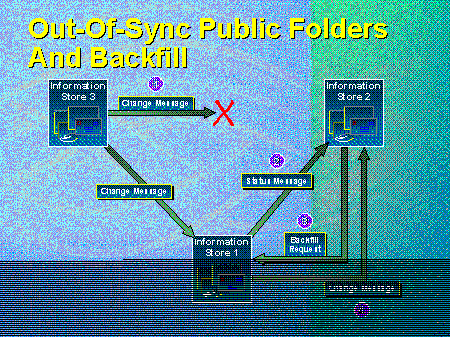 Out-Of-Sync Public Folders
And Backfill
Information
Store 3
Change Message
Information
Store 2
Change Message
Status Message
Information
Store 1
Backfill
Request
Change Message